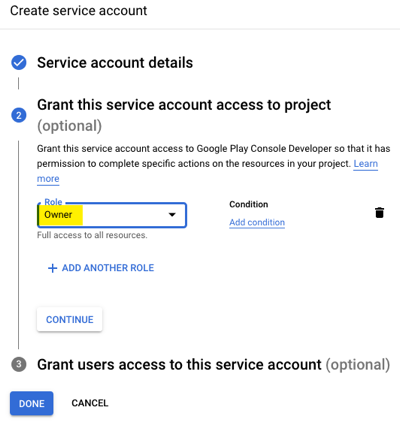 Create service account
Service account details
2
Grant this service account access to project
(optional)
Grant this service account access to Google Play Console Developer so that it has
permission to complete specific actions on the resources in your project. Learn
more
Role
Owner
Full access to all resources.
Condition
Add condition
+ ADD ANOTHER ROLE
CONTINUE
3
Grant users access to this service account (optional)
DONE
CANCEL